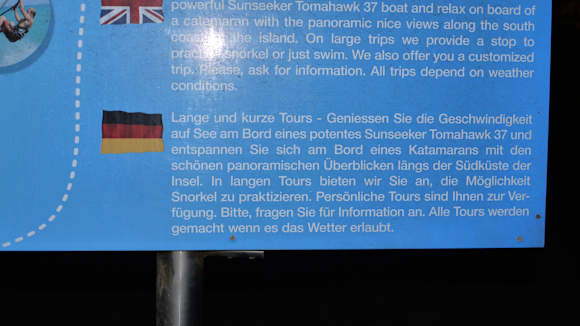 powerful Sunseeker Tomahawk 37 boat and relax on board of
a catamaran with the panoramic nice views along the south
the island. On large trips we provide a stop to
snorkel or just swim. We also offer you a customized
trip. Please, ask for information. All trips depend on weather
conditions.
Lange und kurze Tours - Geniessen Sie die Geschwindigkeit
auf See am Bord eines potentes Sunseeker Tomahawk 37 und
entspannen Sie sich am Bord eines Katamarans mit den
schönen panoramischen Überblicken längs der Südküste der
Insel. In langen Tours bieten wir Sie an, die Möglichkeit
Snorkel zu praktizieren. Persönliche Tours sind Ihnen zur Ver-
fügung. Bitte, fragen Sie für Information an. Alle Tours werden
gemacht wenn es das Wetter erlaubt.